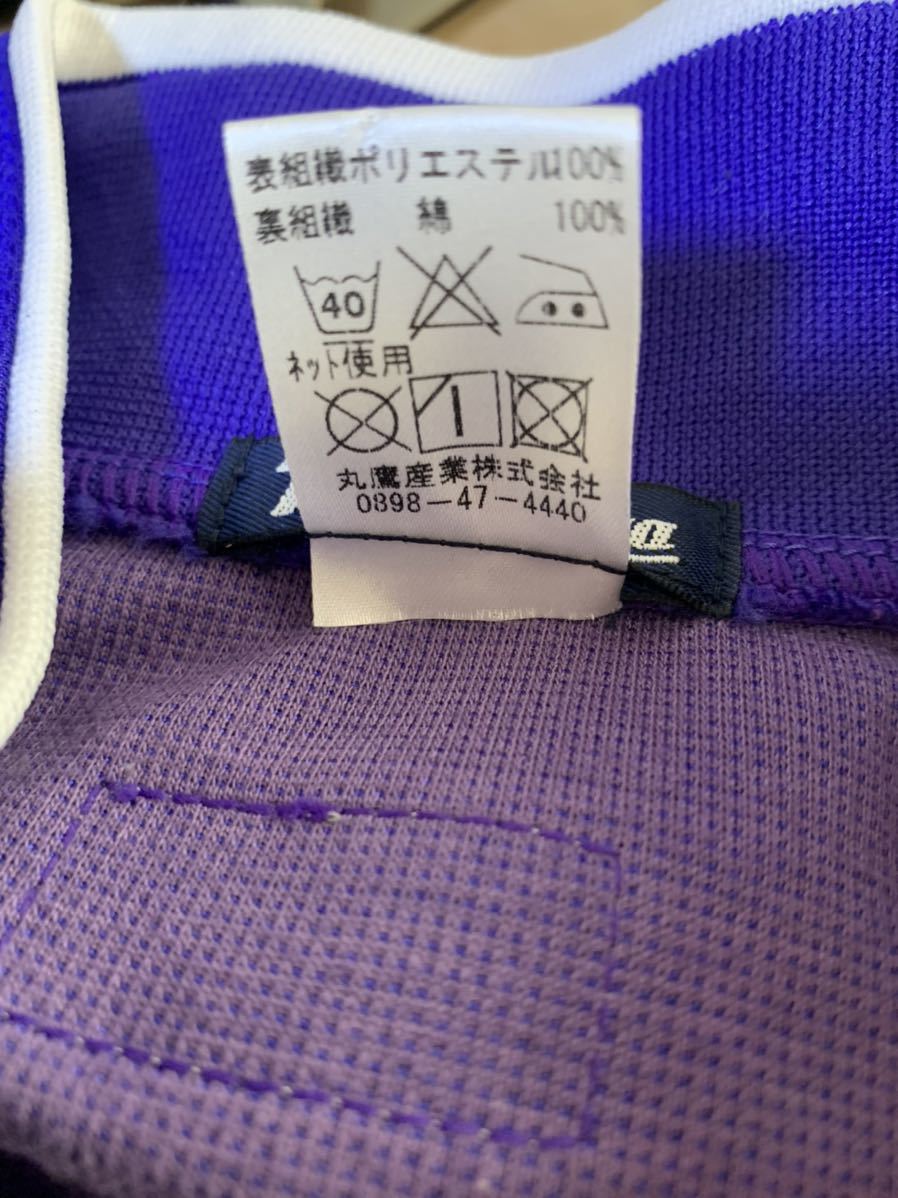 表組織ポリエステル100%
裏組織 綿 100%
40
ネット使用
丸鷹産業株式会社
0898-47-4440